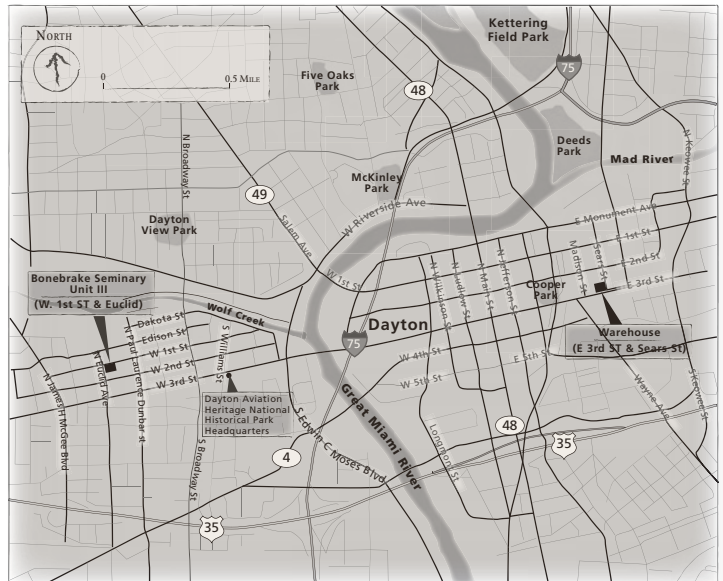 NORTH
0
0.5 MILE
Kettering
Field Park
75
Five Oaks
Park
48
Deeds
Park
Mad River
N Keowee St
N Broadway St
McKinley
Park
49
W Riverside Ave
Salem Ave
Dayton
View Park
E Monument Ave
E 1st St
E 2nd St
E 3rd St
Madison St
Sears St
W 1st St
N Wilkinson St
N Ludlow St
N Main St
N Jefferson St
Cooper
Park
Bonebrake Seminary
Unit III
(W. 1st ST & Euclid)
Wolf Creek
Dakota St
Edison St
W 1st St
W 2nd St
W 3rd St
S Williams St
N Euclid Ave
N Paul Laurence Dunbar st
N James H McGee Blvd
Dayton
75
Warehouse
(E 3rd ST & Sears St)
W 4th St
W 5th St
E 5th St
Dayton Aviation
Heritage National
Historical Park
Headquarters
Great Miami River
S Edwin C Moses Blvd
S Broadway St
Wayne Ave
S Keowee St
Longmont St
48
35
4
35